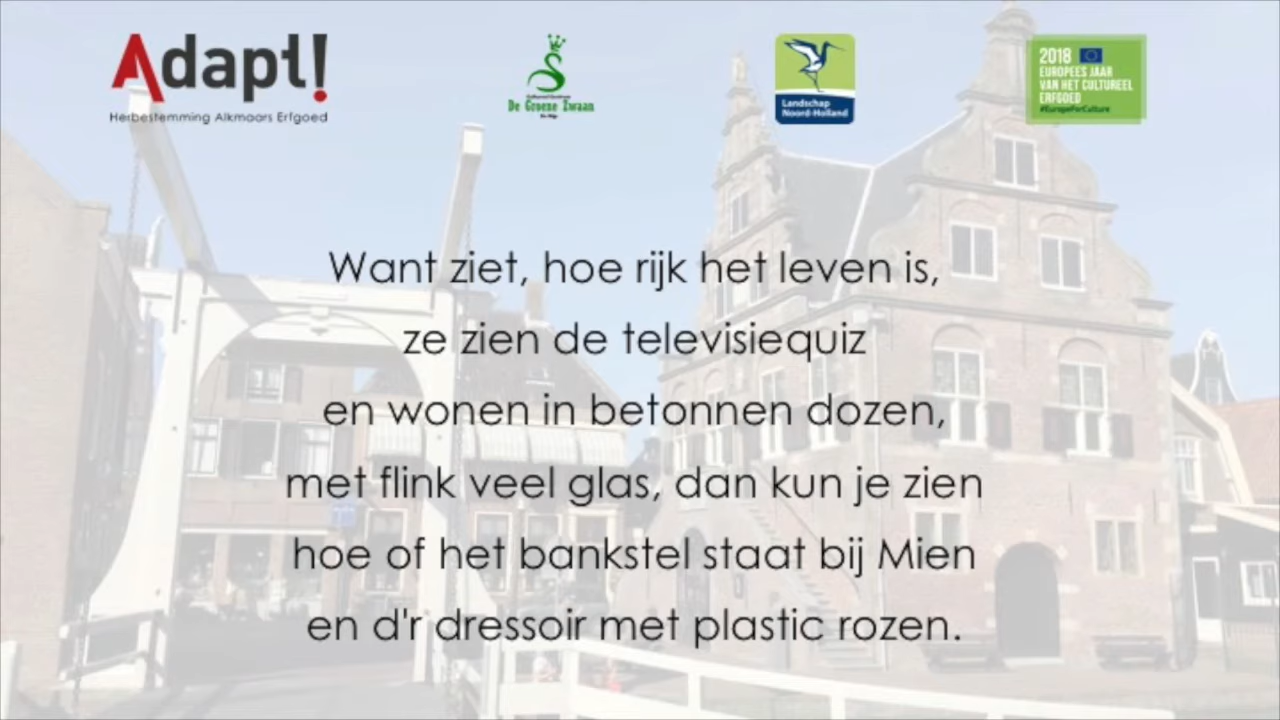 Adapt!
Herbestemming Alkmaars Erfgoed
De Groene Zwaan
De Rijp
Landschap
Noord-Holland
2018
EUROPEES JAAR
VAN HET CULTUREEL
ERFGOED
#EuropeForCulture
Want ziet, hoe rijk het leven is,
ze zien de televisiequiz
en wonen in betonnen dozen,
met flink veel glas, dan kun je zien
hoe of het bankstel staat bij Mien
en d'r dressoir met plastic rozen.